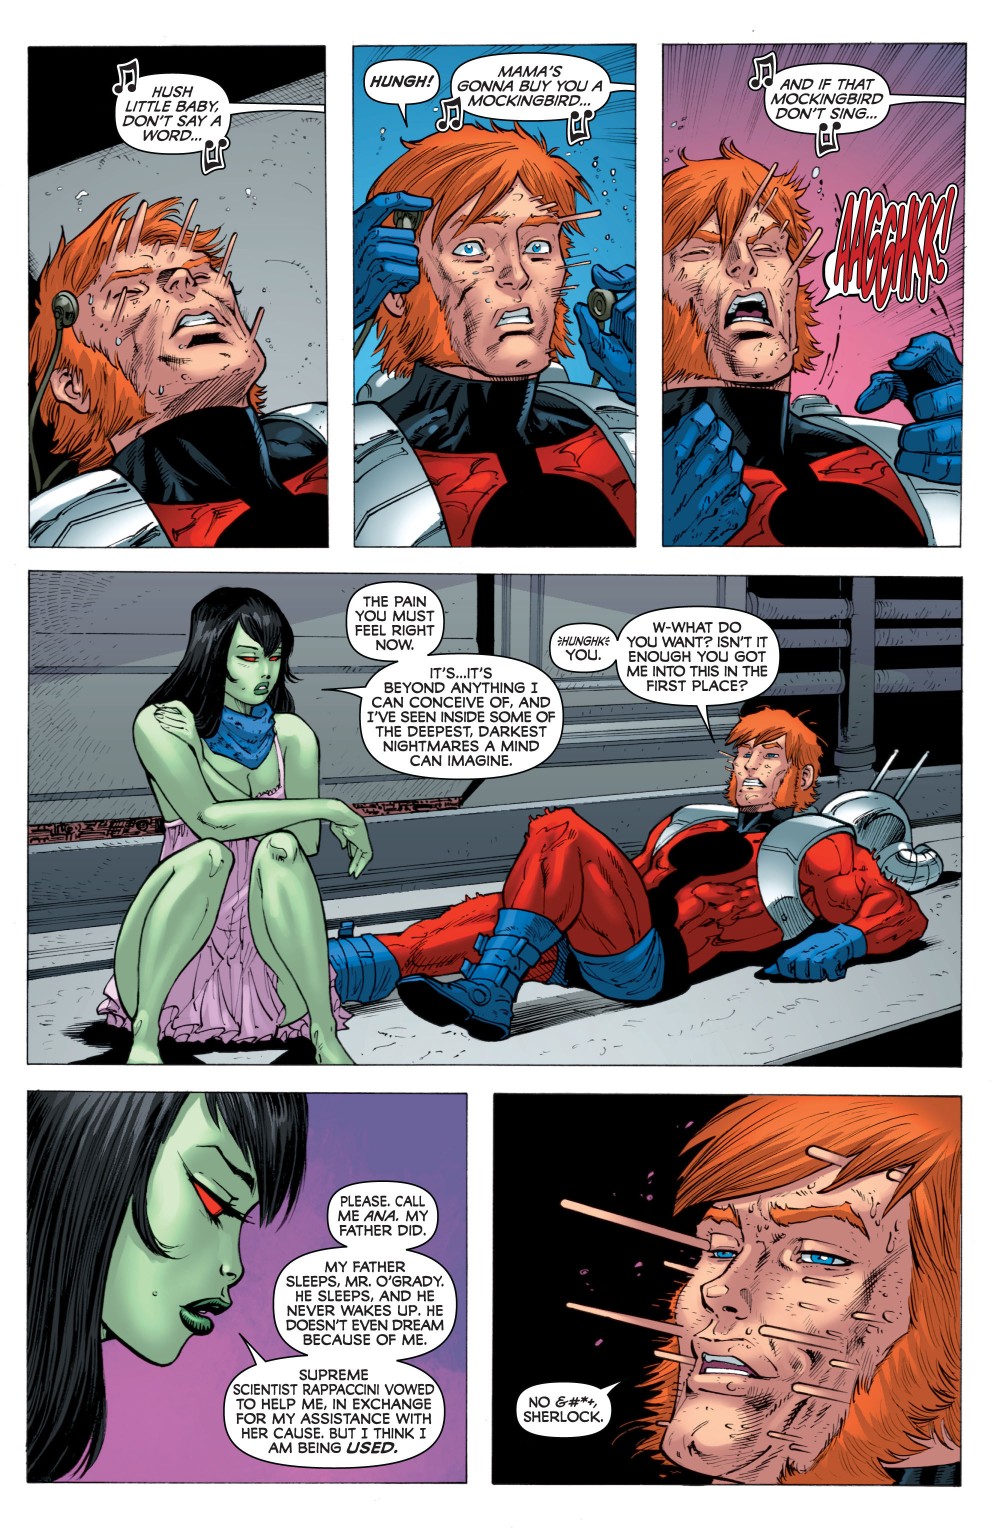 HUSH
LITTLE BABY,
DON'T SAY A
WORD...
HUNGH!
MAMA'S
GONNA BUY YOU A
MOCKINGBIRD...
AND IF THAT
MOCKINGBIRD
DON'T SING...
AAGGHKK!
THE PAIN
YOU MUST
FEEL RIGHT
NOW.
IT'S...IT'S
BEYOND ANYTHING I
CAN CONCEIVE OF, AND
I'VE SEEN INSIDE SOME OF
THE DEEPEST, DARKEST
NIGHTMARES A MIND
CAN IMAGINE.
HUNGHK
YOU.
W-WHAT DO
YOU WANT? ISN'T IT
ENOUGH YOU GOT
ME INTO THIS IN THE
FIRST PLACE?
PLEASE. CALL
ME ANA. MY
FATHER DID.
MY FATHER
SLEEPS, MR. O'GRADY.
HE SLEEPS, AND HE
NEVER WAKES UP. HE
DOESN'T EVEN DREAM
BECAUSE OF ME.
SUPREME
SCIENTIST RAPPACCINI VOWED
TO HELP ME, IN EXCHANGE
FOR MY ASSISTANCE WITH
HER CAUSE. BUT I THINK I
AM BEING USED.
NO &#*+,
SHERLOCK.